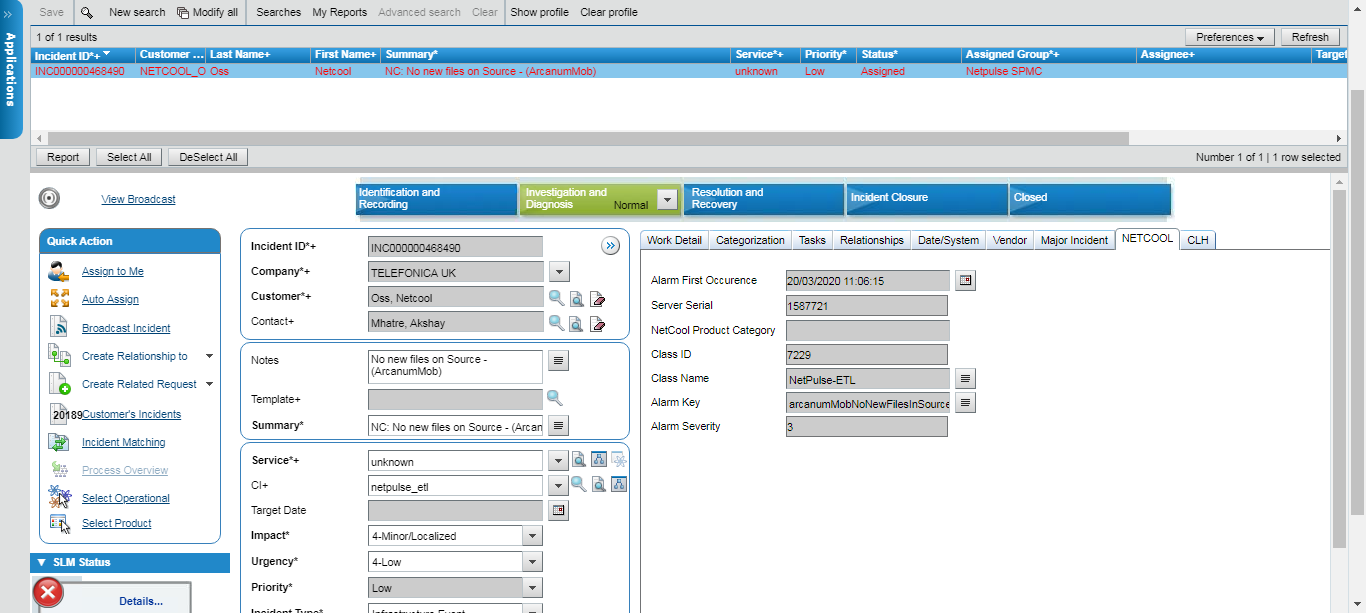 Save New search Modify all Searches My Reports Advanced search Clear Show profile Clear profile
Applications
1 of 1 results Preferences Refresh
Incident ID*+ Customer ... Last Name+ First Name+ Summary* Service*+ Priority* Status* Assigned Group*+ Assignee+ Target
INC000000468490 NETCOOL_O Oss Netcool NC: No new files on Source - (ArcanumMob) unknown Low Assigned Netpulse SPMC
Report Select All DeSelect All Number 1 of 1 | 1 row selected
View Broadcast
Identification and Recording
Investigation and Diagnosis Normal
Resolution and Recovery
Incident Closure
Closed
Quick Action
Assign to Me
Auto Assign
Broadcast Incident
Create Relationship to
Create Related Request
20189 Customer's Incidents
Incident Matching
Process Overview
Select Operational
Select Product
SLM Status
Details...
Incident ID*+ INC000000468490
Company*+ TELEFONICA UK
Customer*+ Oss, Netcool
Contact+ Mhatre, Akshay
Notes No new files on Source -
(ArcanumMob)
Template+
Summary* NC: No new files on Source - (Arcan
Service*+ unknown
CI+ netpulse_etl
Target Date
Impact* 4-Minor/Localized
Urgency* 4-Low
Priority* Low
Incident Type* Infrastructure Event
Work Detail Categorization Tasks Relationships Date/System Vendor Major Incident NETCOOL CLH
Alarm First Occurence 20/03/2020 11:06:15
Server Serial 1587721
NetCool Product Category
Class ID 7229
Class Name NetPulse-ETL
Alarm Key arcanumMobNoNewFilesInSource
Alarm Severity 3